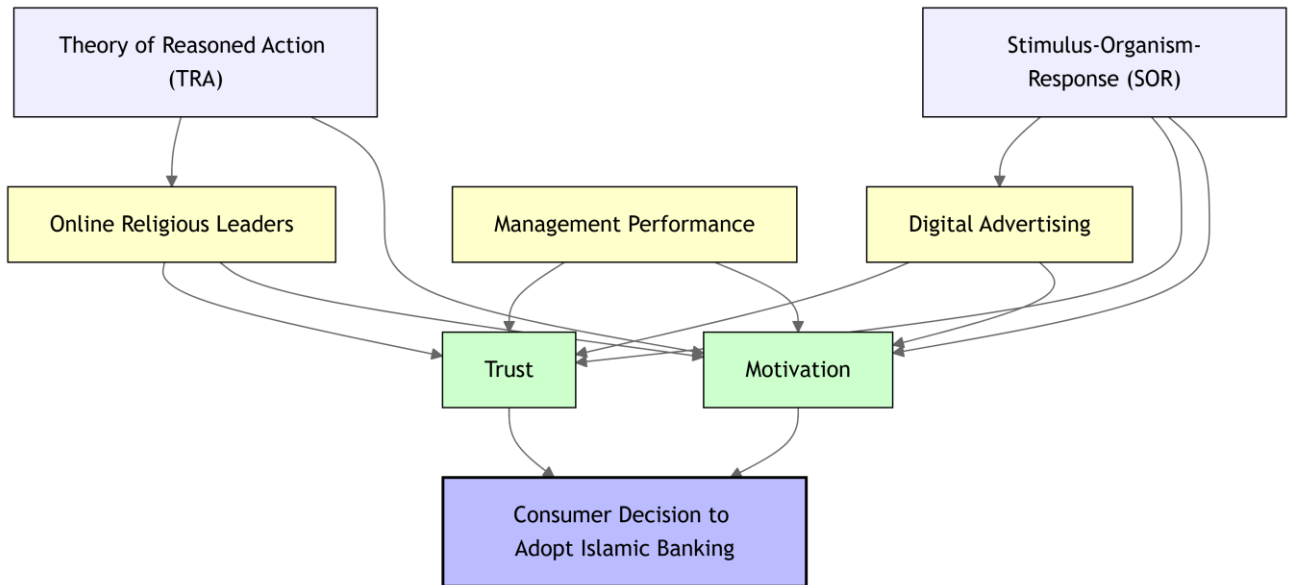 Theory of Reasoned Action
(TRA)
Stimulus-Organism-
Response (SOR)
Online Religious Leaders
Management Performance
Digital Advertising
Trust
Motivation
Consumer Decision to
Adopt Islamic Banking